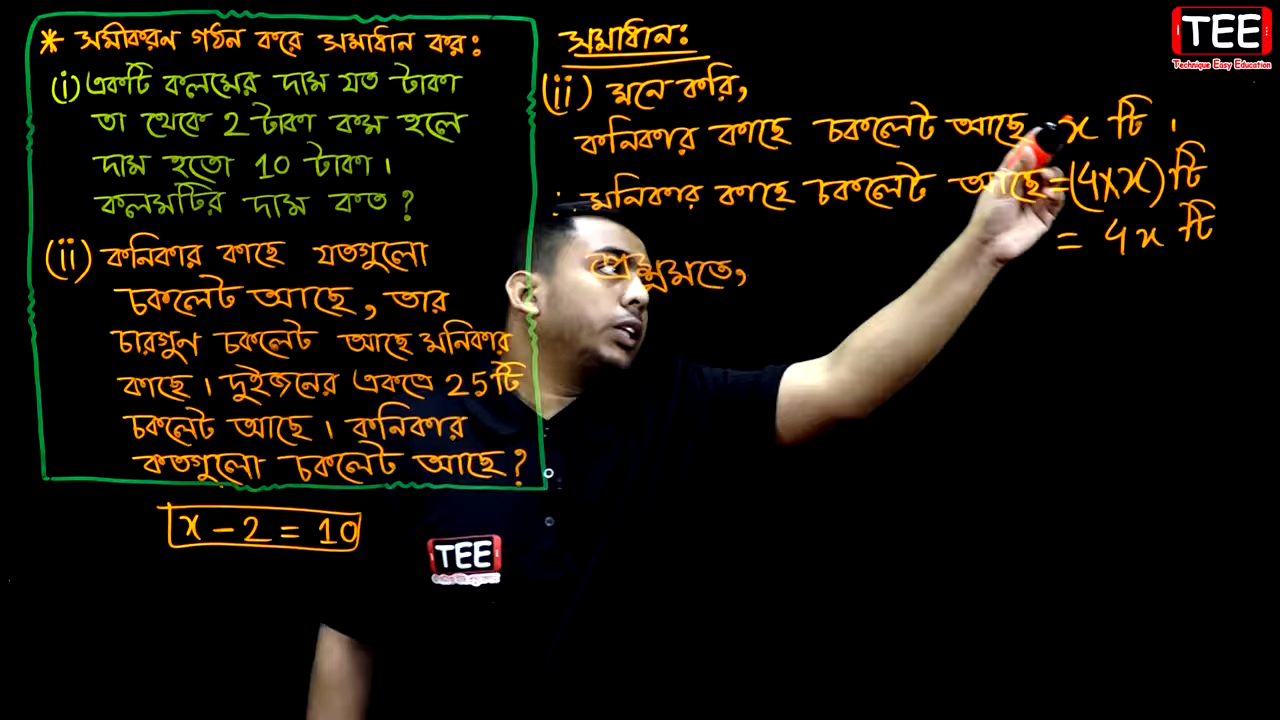 * সমীকরণ গঠন করে সমাধান কর:
(i) একটি কলমের দাম যত টাকা
তা থেকে 2 টাকা কম হলে
দাম হতো 10 টাকা।
কলমটির দাম কত?
(ii) কনিকার কাছে যতগুলো
চকলেট আছে, তার
চারগুণ চকলেট আছে মনিকার
কাছে। দুইজনের একত্রে 25টি
চকলেট আছে। কনিকার
কতগুলো চকলেট আছে?
x - 2 = 10
সমাধান:
(ii) মনে করি,
কনিকার কাছে চকলেট আছে x টি।
∴ মনিকার কাছে চকলেট আছে = (4×x) টি
= 4x টি
প্রশ্নমতে,
TEE
Technique Easy Education
TEE